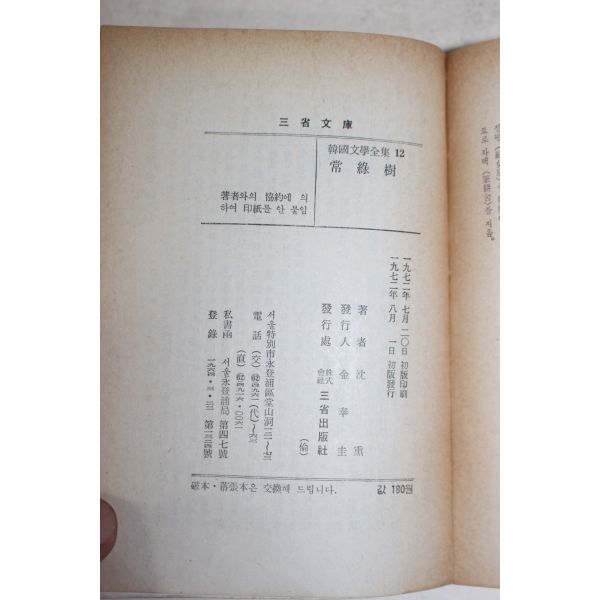 三省文庫
韓國文學全集 12
常綠樹
著者와의 協約에 의
하여 印紙를 안 붙임
一九七二年 七月 二〇日 初版印刷
一九七二年 八月 一日 初版發行
著者 沈熏
發行人 金奉圭
發行處 株式會社 三省出版社
(倫)
서울特別市永登浦區堂山洞
電話
私書函 서울永登浦局 第四七號
登錄
破本·落張本은 交換해 드립니다.
값 180원